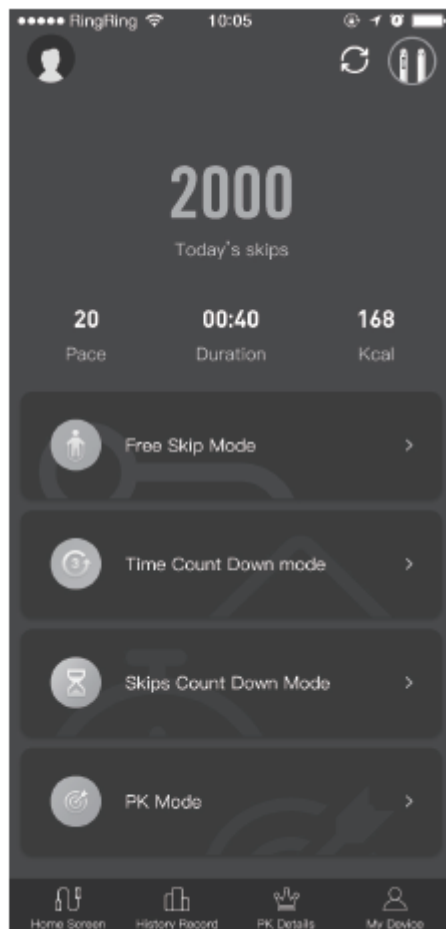 RingRing 10:05
2000
Today's skips
20 00:40 168
Pace Duration Kcal
Free Skip Mode
3
Time Count Down mode
Skips Count Down Mode
PK Mode
Home Screen History Record PK Details My Device